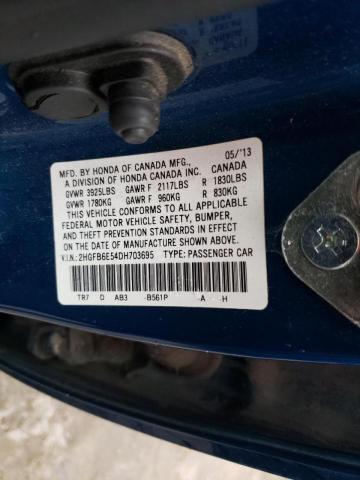 MFD. BY HONDA OF CANADA MFG., 05/'13
A DIVISION OF HONDA CANADA INC. CANADA
GVWR 3925LBS GAWR F 2117LBS R 1830LBS
GVWR 1780KG GAWR F 960KG R 830KG
THIS VEHICLE CONFORMS TO ALL APPLICABLE
FEDERAL MOTOR VEHICLE SAFETY, BUMPER,
AND THEFT PREVENTION STANDARDS IN EFFECT ON
THE DATE OF MANUFACTURE SHOWN ABOVE.
V.I.N.: 2HGFB6E54DH703695 TYPE: PASSENGER CAR
TR7 D AB3 -B561P -A -H